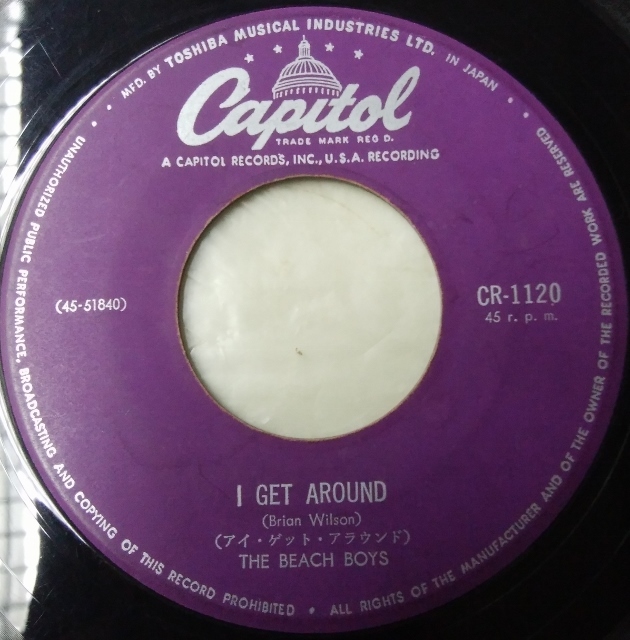 MFD. BY TOSHIBA MUSICAL INDUSTRIES LTD. IN JAPAN
Capitol
TRADE MARK REG D.
A CAPITOL RECORDS, INC., U.S.A. RECORDING
(45-51840)
CR-1120
45 r. p. m.
I GET AROUND
(Brian Wilson)
(アイ・ゲット・アラウンド)
THE BEACH BOYS
UNAUTHORIZED PUBLIC PERFORMANCE, BROADCASTING AND COPYING OF THIS RECORD PROHIBITED • ALL RIGHTS OF THE MANUFACTURER AND OF THE OWNER OF THE RECORDED WORK ARE RESERVED